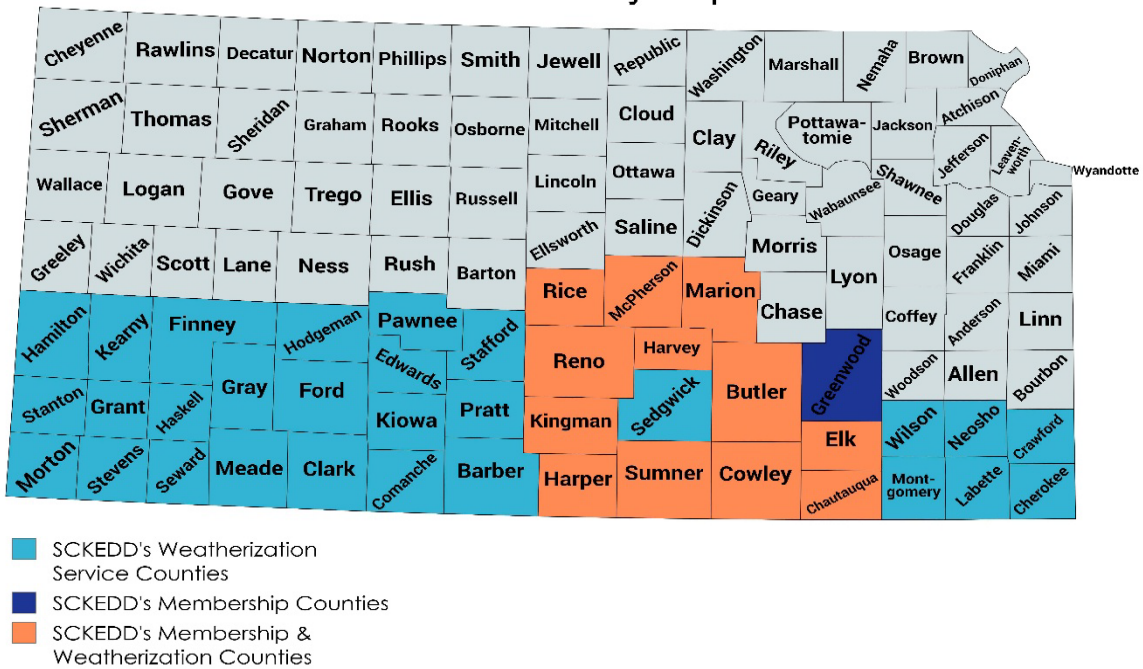 Cheyenne
Rawlins
Decatur
Norton
Phillips
Smith
Jewell
Republic
Washington
Marshall
Nemaha
Brown
Doniphan
Sherman
Thomas
Sheridan
Graham
Rooks
Osborne
Mitchell
Cloud
Clay
Riley
Pottawa-
tomie
Jackson
Atchison
Jefferson
Leaven-
worth
Wyandotte
Wallace
Logan
Gove
Trego
Ellis
Russell
Lincoln
Ottawa
Dickinson
Geary
Wabaunsee
Shawnee
Douglas
Johnson
Greeley
Wichita
Scott
Lane
Ness
Rush
Barton
Ellsworth
Saline
Morris
Lyon
Osage
Franklin
Miami
Hamilton
Kearny
Finney
Hodgeman
Pawnee
Stafford
Rice
McPherson
Marion
Chase
Coffey
Anderson
Linn
Edwards
Reno
Harvey
Butler
Greenwood
Woodson
Allen
Bourbon
Stanton
Grant
Haskell
Gray
Ford
Kiowa
Pratt
Kingman
Sedgwick
Elk
Wilson
Neosho
Crawford
Morton
Stevens
Seward
Meade
Clark
Comanche
Barber
Harper
Sumner
Cowley
Chautauqua
Mont-
gomery
Labette
Cherokee
SCKEDD's Weatherization
Service Counties
SCKEDD's Membership Counties
SCKEDD's Membership &
Weatherization Counties